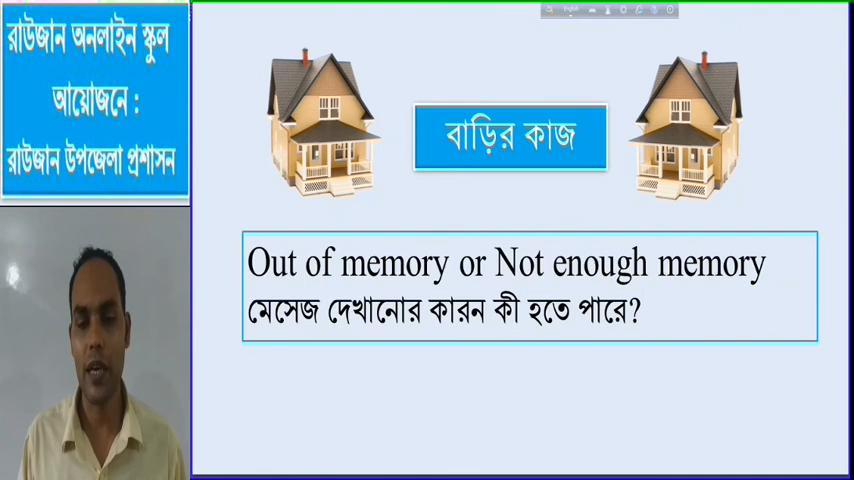 রাউজান অনলাইন স্কুল
আয়োজনে :
রাউজান উপজেলা প্রশাসন
বাড়ির কাজ
Out of memory or Not enough memory
মেসেজ দেখানোর কারন কী হতে পারে?